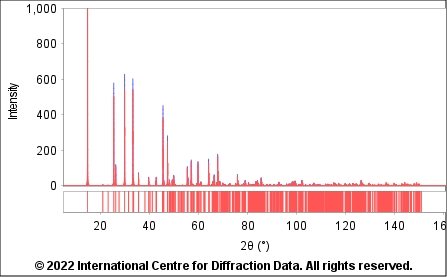 1,000
800
600
400
200
0
Intensity
20 40 60 80 100 120 140 16
2θ (°)
© 2022 International Centre for Diffraction Data. All rights reserved.